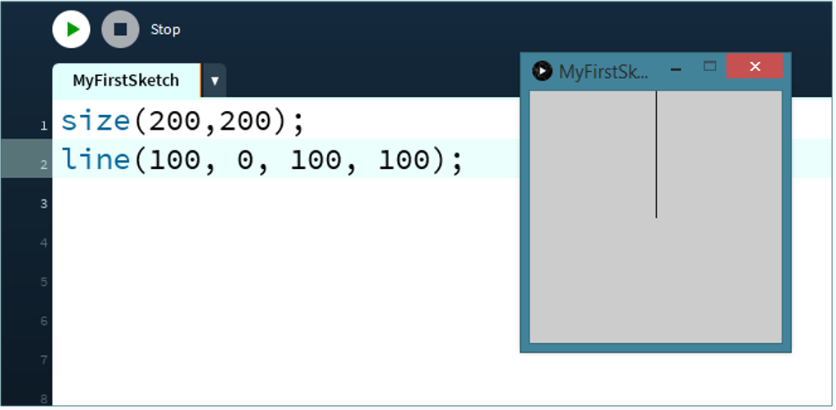 Stop
MyFirstSketch
MyFirstSk...
1 size(200,200);
2 line(100, 0, 100, 100);
3
4
5
6
7
8